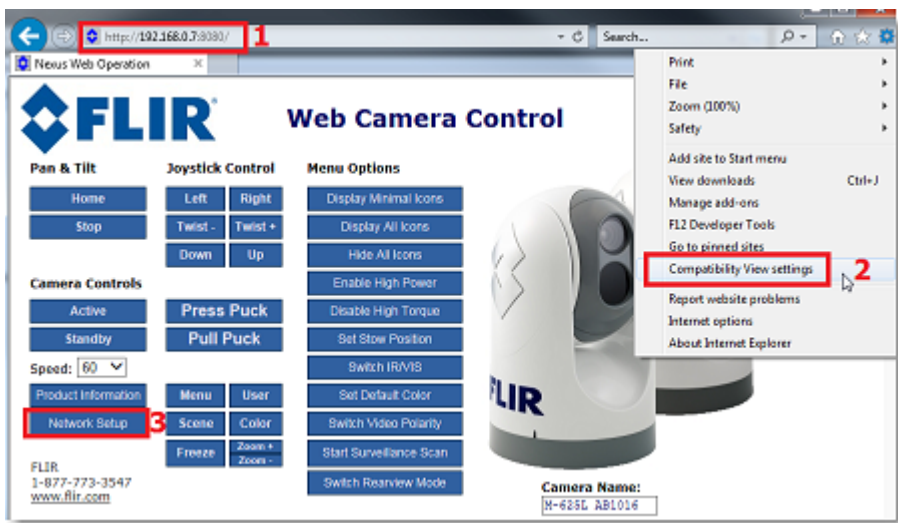 http://192.168.0.7:8080/
1
Search...
Nexus Web Operation
FLIR
Web Camera Control
Pan & Tilt
Home
Stop
Joystick Control
Left
Right
Twist -
Twist +
Down
Up
Menu Options
Display Minimal Icons
Display All Icons
Hide All Icons
Enable High Power
Disable High Torque
Set Stow Position
Switch IR/VIS
Set Default Color
Switch Video Polarity
Start Surveillance Scan
Switch Rearview Mode
Camera Controls
Active
Standby
Press Puck
Pull Puck
Speed: 60
Product Information
Network Setup
3
Menu
User
Scene
Color
Freeze
Zoom +
Zoom -
FLIR
1-877-773-3547
www.flir.com
FLIR
Camera Name:
M-625L AB1016
Print
File
Zoom (100%)
Safety
Add site to Start menu
View downloads Ctrl+J
Manage add-ons
F12 Developer Tools
Go to pinned sites
Compatibility View settings
2
Report website problems
Internet options
About Internet Explorer